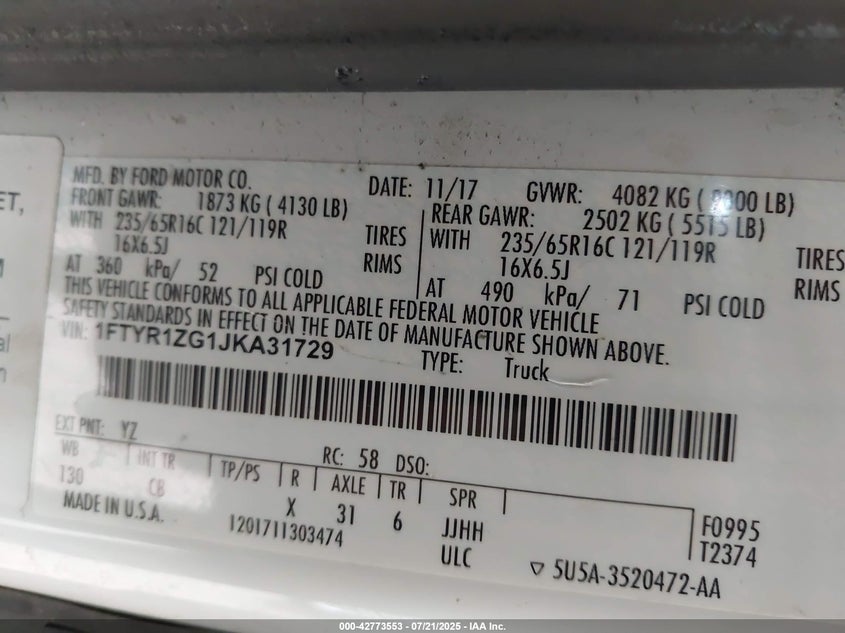 ET,
al
n
MFD. BY FORD MOTOR CO. DATE: 11/17 GVWR: 4082 KG ( 000 LB)
FRONT GAWR: 1873 KG ( 4130 LB) REAR GAWR: 2502 KG ( 5515 LB)
WITH 235/65R16C 121/119R TIRES WITH 235/65R16C 121/119R TIRES
16X6.5J RIMS 16X6.5J RIMS
AT 360 kPa/ 52 PSI COLD AT 490 kPa/ 71 PSI COLD
THIS VEHICLE CONFORMS TO ALL APPLICABLE FEDERAL MOTOR VEHICLE
SAFETY STANDARDS IN EFFECT ON THE DATE OF MANUFACTURE SHOWN ABOVE.
VIN: 1FTYR1ZG1JKA31729 TYPE: Truck
EXT PNT: YZ RC: 58 DSO:
WB INT TR TP/PS R AXLE TR SPR
130 CB X 31 6 JJHH F0995
MADE IN U.S.A. 1201711303474 ULC T2374
5U5A-3520472-AA
000-42773553 - 07/21/2025 - IAA Inc.